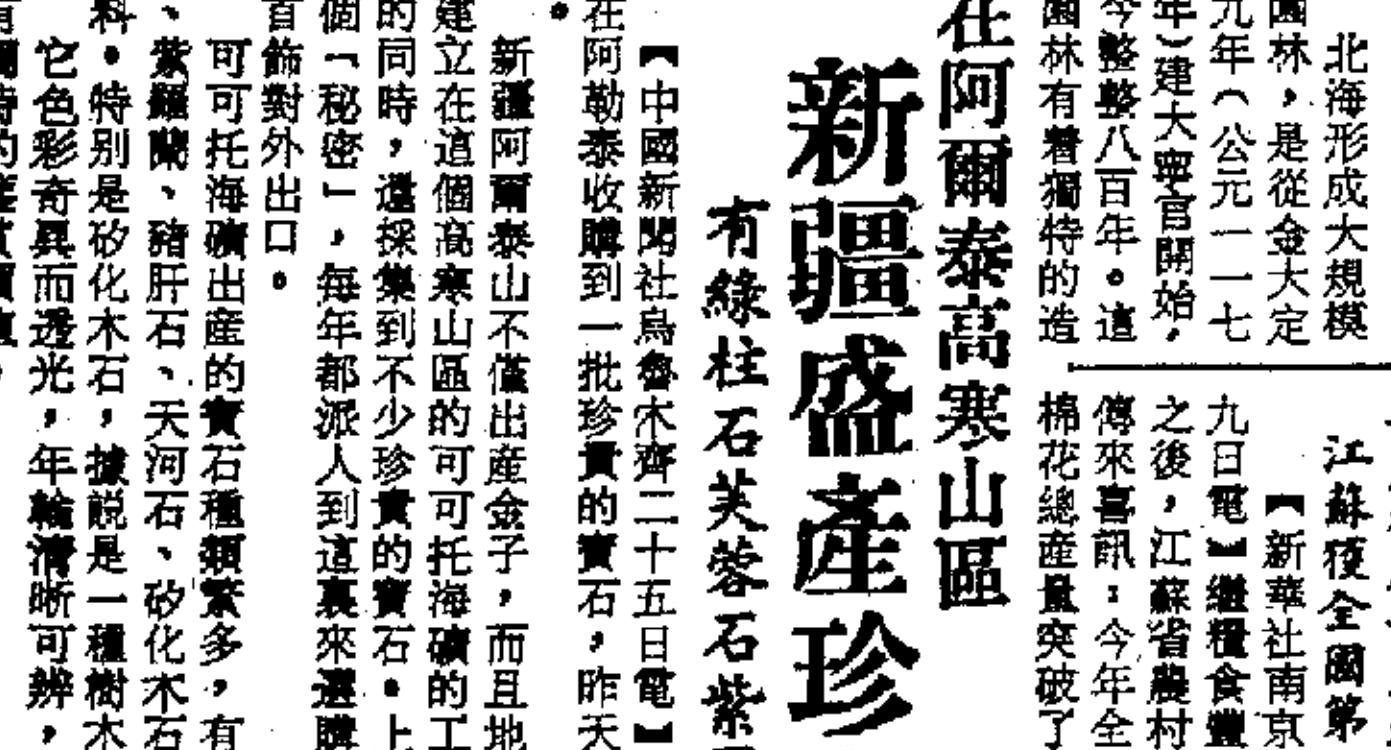 北海形成大規模
園林，是從金大定
九年（公元一一七
年）建大寧官開始，
今整整八百年。這
園林有着獨特的造
江蘇獲全國第
【新華社南京
九日電】繼糧食豐
之後，江蘇省農村
傳來喜訊：今年全
棉花總産量突破了
在阿爾泰高寒山區
新疆盛產珍
有綠柱石芙蓉石紫
【中國新聞社烏魯木齊二十五日電】
在阿勒泰收購到一批珍貴的寶石，昨天
。
新疆阿爾泰山不僅出産金子，而且地
建立在這個高寒山區的可可托海礦的工
的同時，還採集到不少珍貴的寶石。上
個「秘密」，每年都派人到這裏來選購
首飾對外出口。
可可托海礦出産的寶石種類繁多，有
、紫羅蘭、豬肝石、天河石、矽化木石
料。特別是矽化木石，據説是一種樹木
它色彩奇異而透光，年輪清晰可辨，
有獨特的